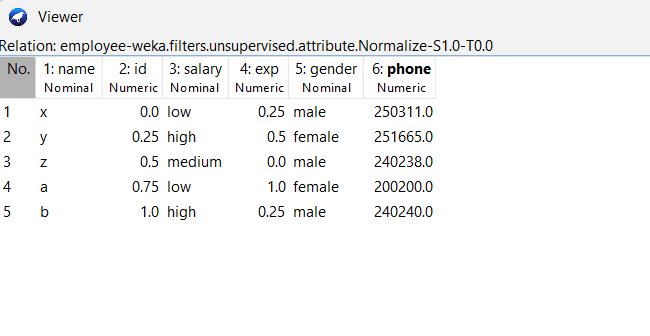 Viewer
Relation: employee-weka.filters.unsupervised.attribute.Normalize-S1.0-T0.0
No. 1: name 2: id 3: salary 4: exp 5: gender 6: phone
Nominal Numeric Nominal Numeric Nominal Numeric
1 x 0.0 low 0.25 male 250311.0
2 y 0.25 high 0.5 female 251665.0
3 z 0.5 medium 0.0 male 240238.0
4 a 0.75 low 1.0 female 200200.0
5 b 1.0 high 0.25 male 240240.0